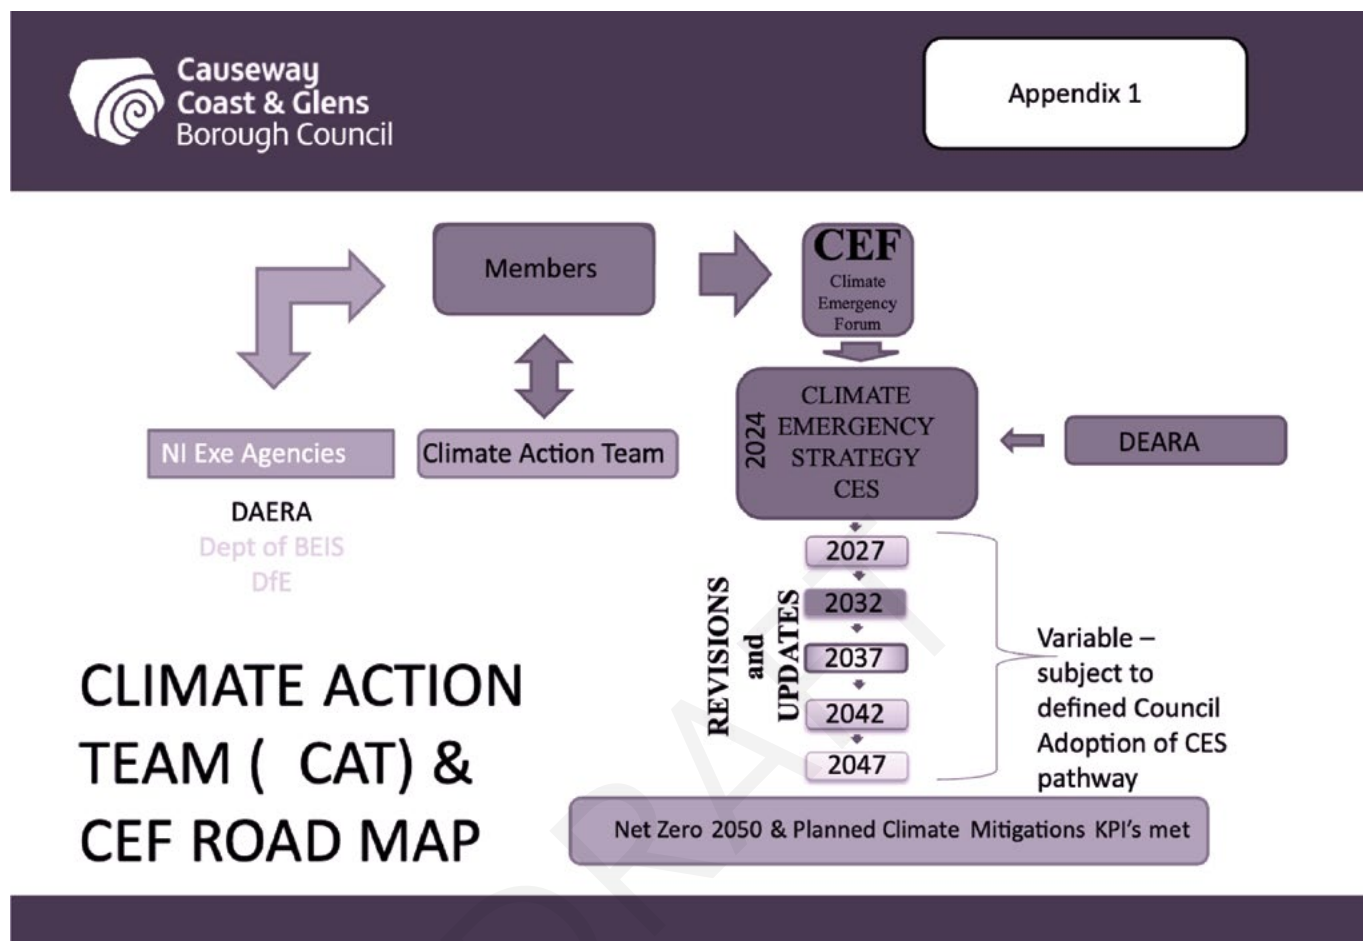 Causeway
Coast & Glens
Borough Council
Appendix 1
Members
CEF
Climate
Emergency
Forum
NI Exe Agencies
DAERA
Dept of BEIS
DfE
Climate Action Team
2024
CLIMATE
EMERGENCY
STRATEGY
CES
DEARA
REVISIONS
and
UPDATES
2027
2032
2037
2042
2047
Variable –
subject to
defined Council
Adoption of CES
pathway
CLIMATE ACTION
TEAM ( CAT) &
CEF ROAD MAP
Net Zero 2050 & Planned Climate Mitigations KPI's met
DRAFT